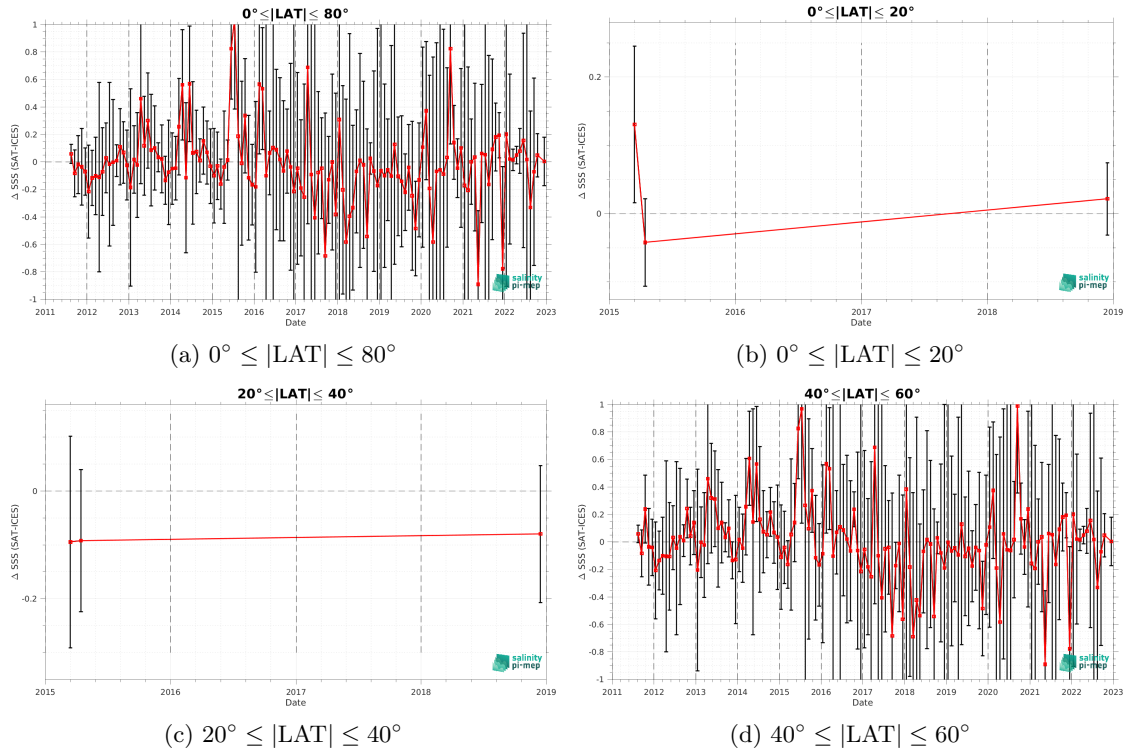 0°≤|LAT|≤ 80°
Δ SSS (SAT-ICES)
1
0.8
0.6
0.4
0.2
0
-0.2
-0.4
-0.6
-0.8
-1
2011 2012 2013 2014 2015 2016 2017 2018 2019 2020 2021 2022 2023
Date
salinity
pi-mep
(a) 0° ≤ |LAT| ≤ 80°
0°≤|LAT|≤ 20°
Δ SSS (SAT-ICES)
0.2
0
2015 2016 2017 2018 2019
Date
salinity
pi-mep
(b) 0° ≤ |LAT| ≤ 20°
20°≤|LAT|≤ 40°
Δ SSS (SAT-ICES)
0
-0.2
2015 2016 2017 2018 2019
Date
salinity
pi-mep
(c) 20° ≤ |LAT| ≤ 40°
40°≤|LAT|≤ 60°
Δ SSS (SAT-ICES)
1
0.8
0.6
0.4
0.2
0
-0.2
-0.4
-0.6
-0.8
-1
2011 2012 2013 2014 2015 2016 2017 2018 2019 2020 2021 2022 2023
Date
salinity
pi-mep
(d) 40° ≤ |LAT| ≤ 60°